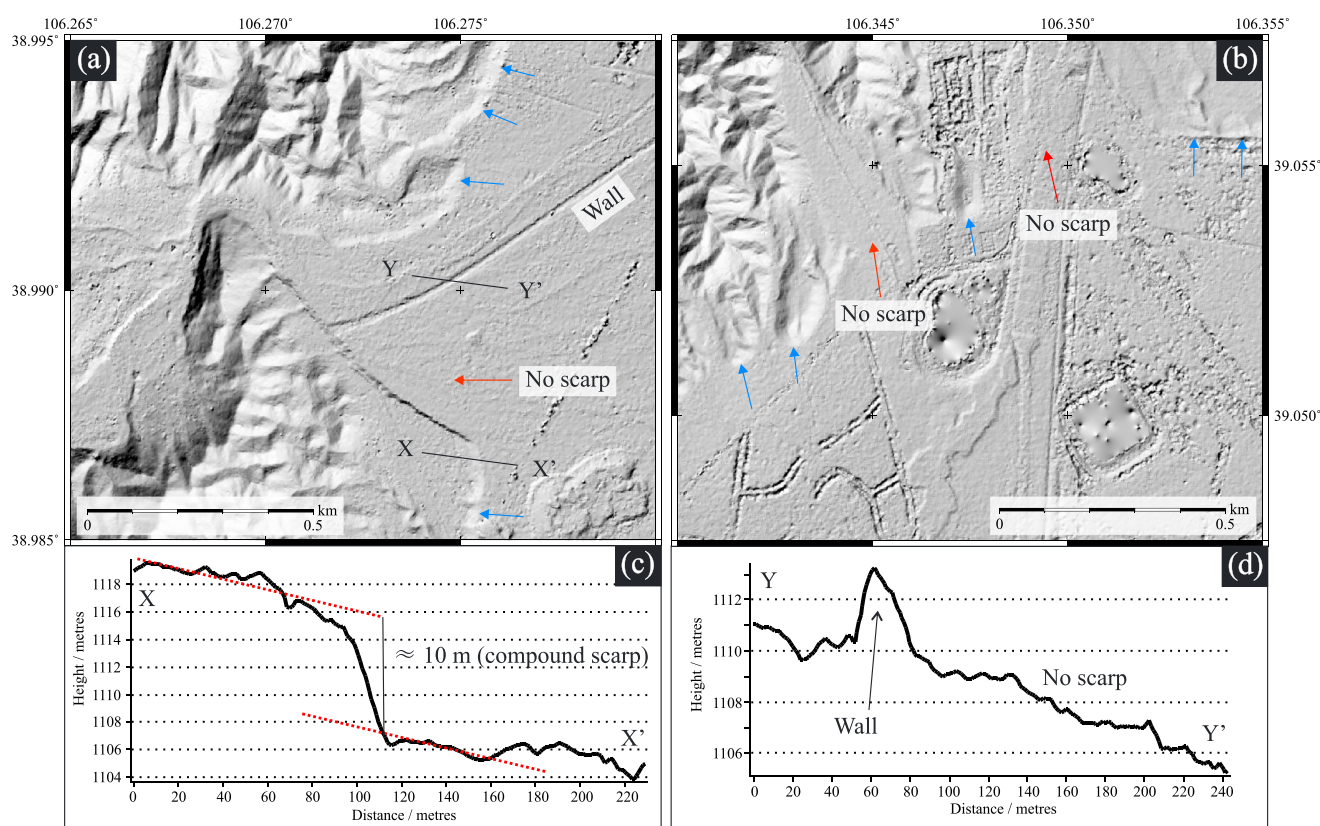 106.265 106.270 106.275
106.345˚ 106.350˚ 106.355˚
38.995˚
38.990˚
38.985˚
(a)
Wall
Y
Y’
No scarp
X
X’
0 0.5
km
(b)
39.055˚
39.050˚
No scarp
No scarp
0 0.5
km
(c)
Height / metres
1118
1116
1114
1112
1110
1108
1106
1104
X
≈ 10 m (compound scarp)
X’
0 20 40 60 80 100 120 140 160 180 200 220
Distance / metres
(d)
Height / metres
1112
1110
1108
1106
Y
No scarp
Wall
Y’
0 20 40 60 80 100 120 140 160 180 200 220 240
Distance / metres